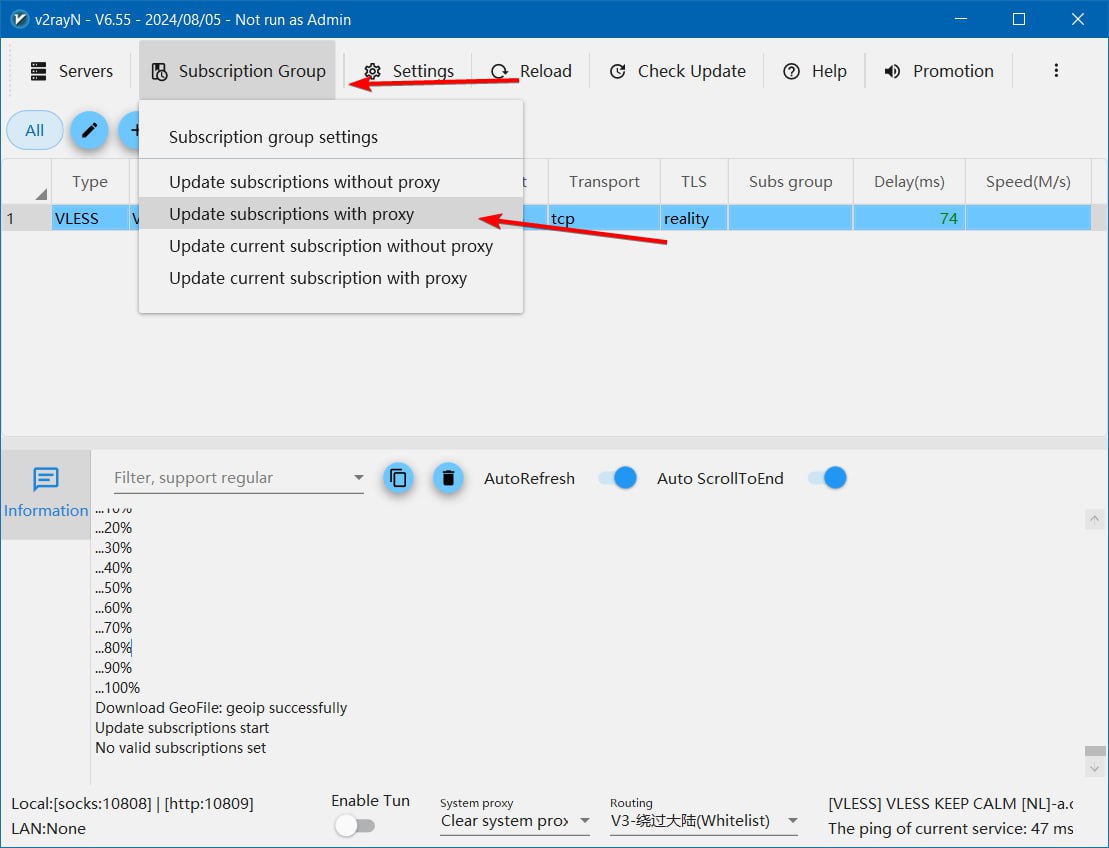 v2rayN - V6.55 - 2024/08/05 - Not run as Admin
Servers
Subscription Group
Settings
Reload
Check Update
Help
Promotion
All
Subscription group settings
Update subscriptions without proxy
Update subscriptions with proxy
Update current subscription without proxy
Update current subscription with proxy
Type
t
Transport
TLS
Subs group
Delay(ms)
Speed(M/s)
1
VLESS
V
tcp
reality
74
Information
Filter, support regular
AutoRefresh
Auto ScrollToEnd
...10%
...20%
...30%
...40%
...50%
...60%
...70%
...80%
...90%
...100%
Download GeoFile: geoip successfully
Update subscriptions start
No valid subscriptions set
Local:[socks:10808] | [http:10809]
LAN:None
Enable Tun
System proxy
Clear system prox
Routing
V3-绕过大陆(Whitelist)
[VLESS] VLESS KEEP CALM [NL]-a.c
The ping of current service: 47 ms